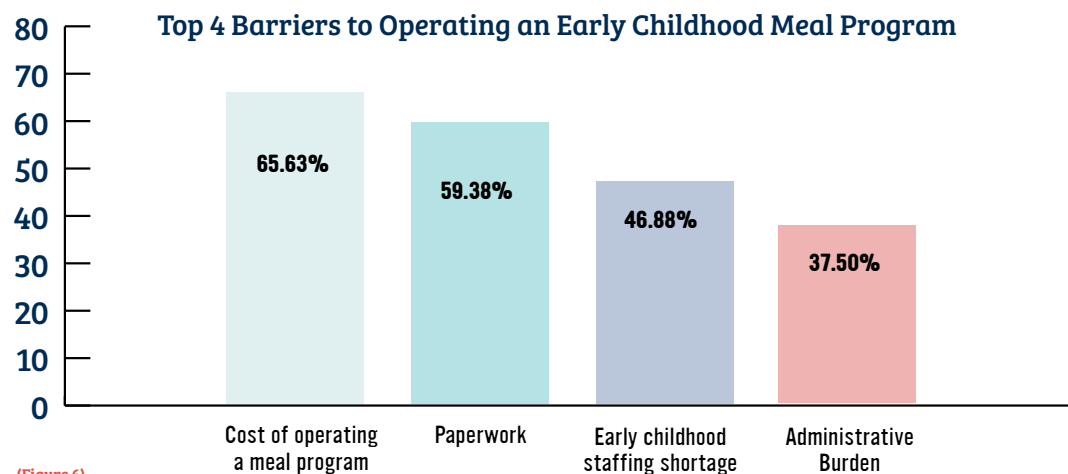 Top 4 Barriers to Operating an Early Childhood Meal Program
80
70
60
50
40
30
20
10
0
65.63%
59.38%
46.88%
37.50%
Cost of operating
a meal program
Paperwork
Early childhood
staffing shortage
Administrative
Burden
(Figure 6)